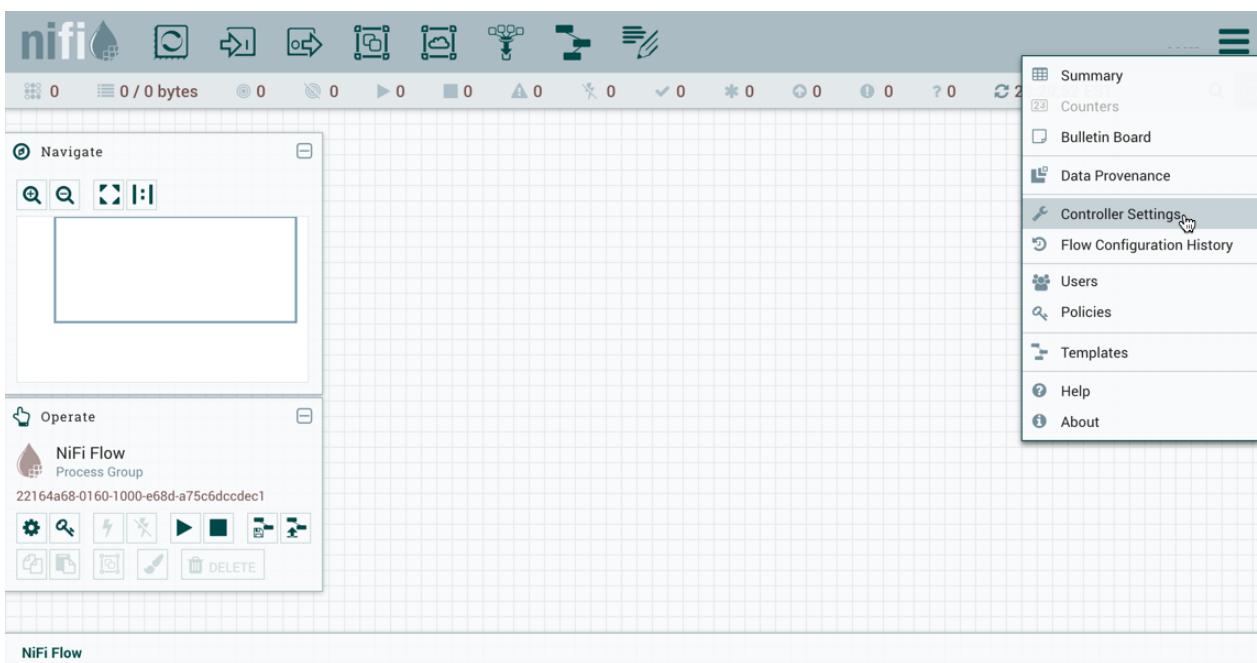 nifi
0 0 / 0 bytes 0 0 0 0 0 0 0 0 0 0 0 2
Summary
23 Counters
Bulletin Board
Data Provenance
Controller Settings
Flow Configuration History
Users
Policies
Templates
Help
About
Navigate
Operate
NiFi Flow
Process Group
22164a68-0160-1000-e68d-a75c6dccdec1
DELETE
NiFi Flow